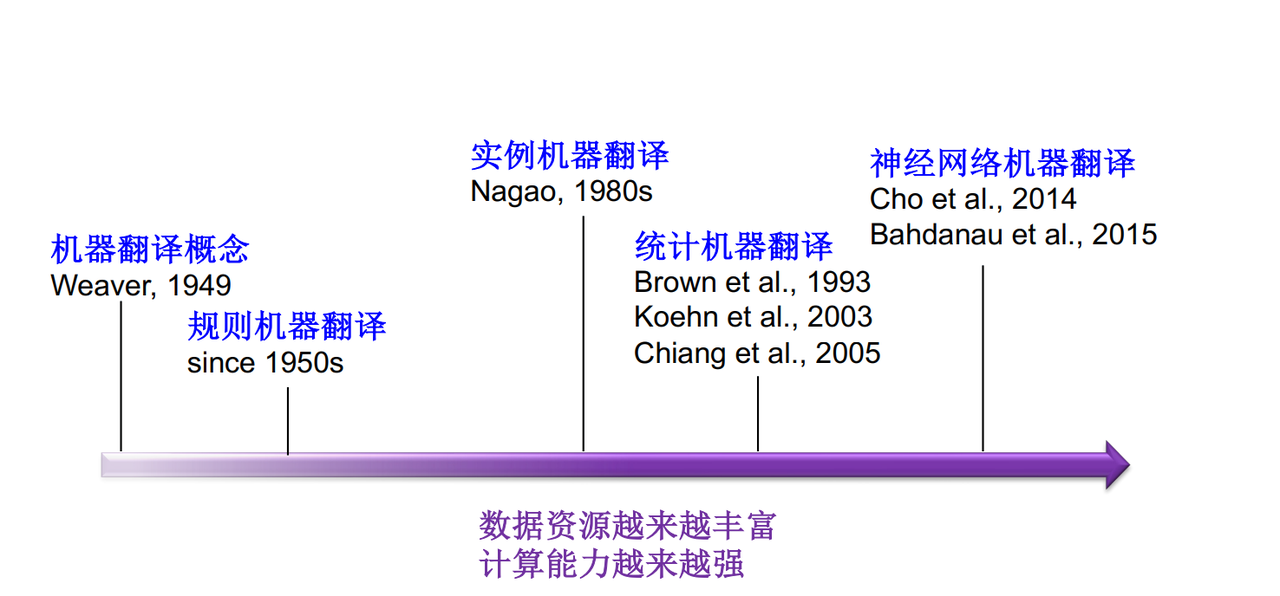 机器翻译概念
Weaver, 1949
规则机器翻译
since 1950s
实例机器翻译
Nagao, 1980s
统计机器翻译
Brown et al., 1993
Koehn et al., 2003
Chiang et al., 2005
神经网络机器翻译
Cho et al., 2014
Bahdanau et al., 2015
数据资源越来越丰富
计算能力越来越强